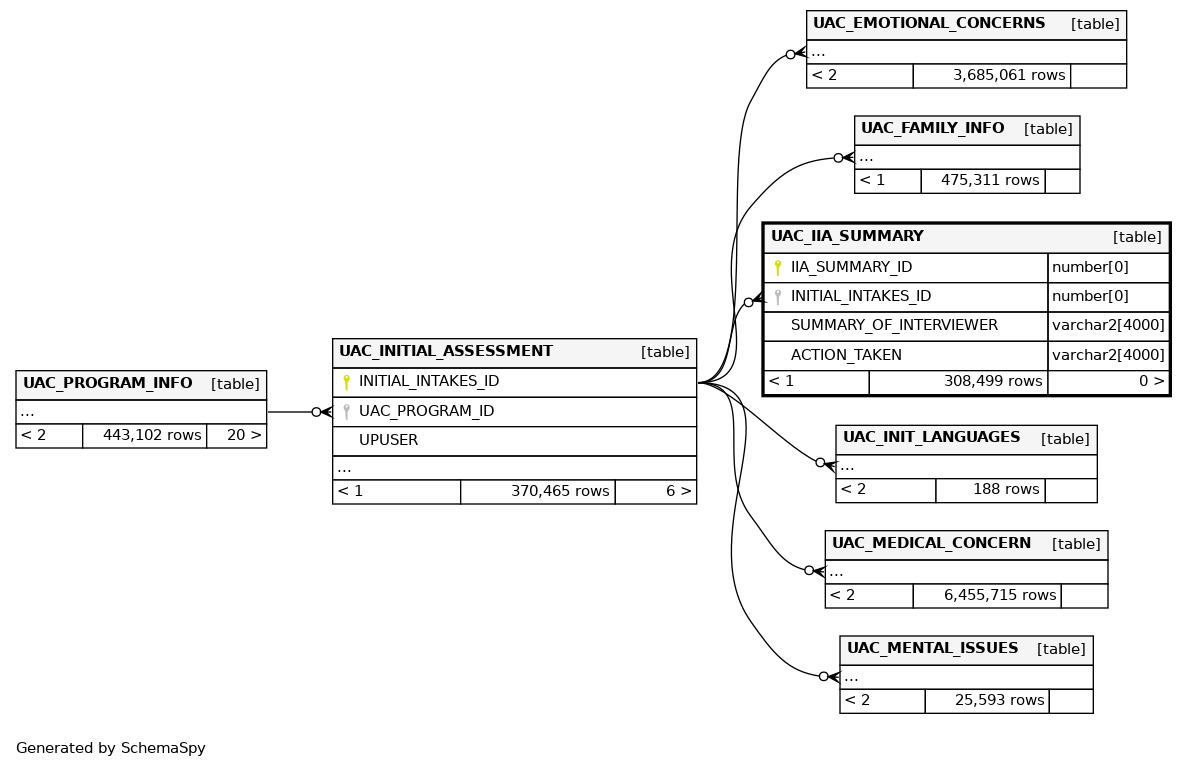 UAC_EMOTIONAL_CONCERNS [table]
...
< 2 3,685,061 rows
UAC_FAMILY_INFO [table]
...
< 1 475,311 rows
UAC_IIA_SUMMARY [table]
IIA_SUMMARY_ID number[0]
INITIAL_INTAKES_ID number[0]
SUMMARY_OF_INTERVIEWER varchar2[4000]
ACTION_TAKEN varchar2[4000]
< 1 308,499 rows 0 >
UAC_INITIAL_ASSESSMENT [table]
INITIAL_INTAKES_ID
UAC_PROGRAM_ID
UPUSER
...
< 1 370,465 rows 6 >
UAC_PROGRAM_INFO [table]
...
< 2 443,102 rows 20 >
UAC_INIT_LANGUAGES [table]
...
< 2 188 rows
UAC_MEDICAL_CONCERN [table]
...
< 2 6,455,715 rows
UAC_MENTAL_ISSUES [table]
...
< 2 25,593 rows
Generated by SchemaSpy